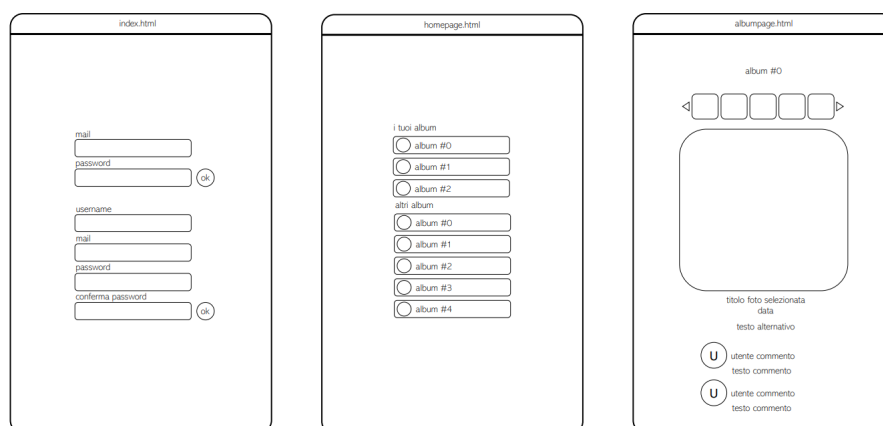 index.html
mail
password
ok
username
mail
password
conferma password
ok
homepage.html
i tuoi album
album #0
album #1
album #2
altri album
album #0
album #1
album #2
album #3
album #4
albumpage.html
album #0
titolo foto selezionata
data
testo alternativo
U utente commento
testo commento
U utente commento
testo commento